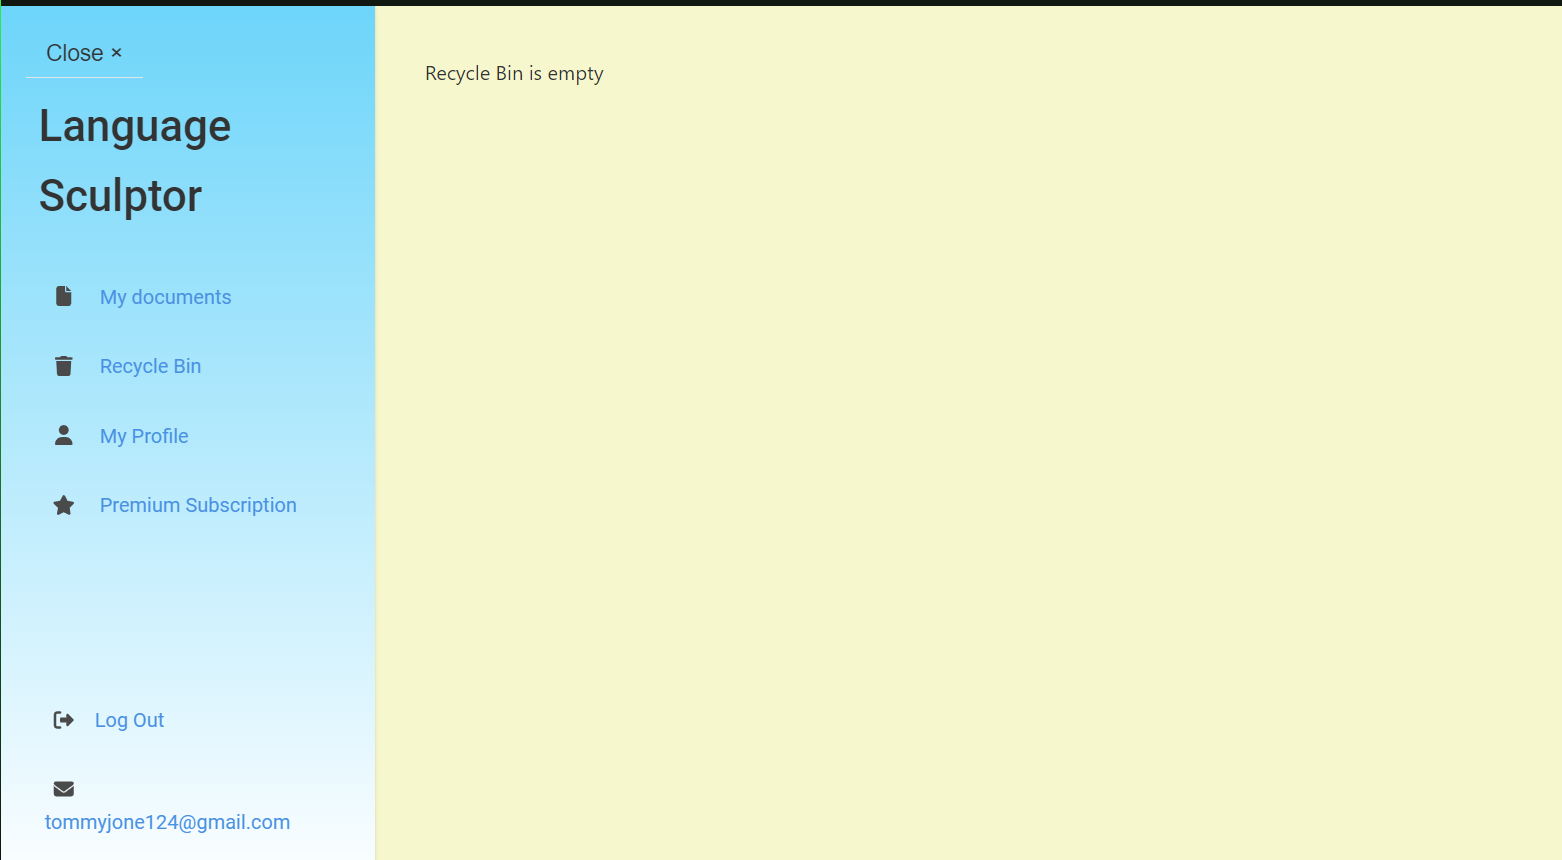 Close ×
Language
Sculptor
My documents
Recycle Bin
My Profile
Premium Subscription
Log Out
tommyjone124@gmail.com
Recycle Bin is empty